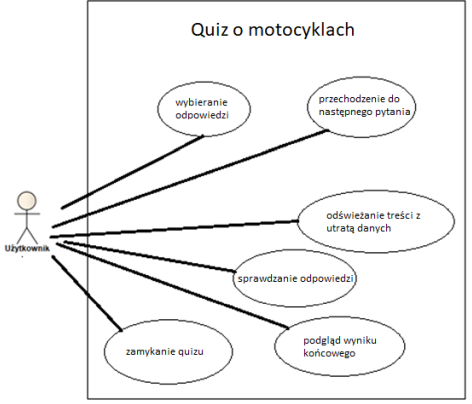 Quiz o motocyklach
wybieranie
odpowiedzi
przechodzenie do
następnego pytania
Użytkownik
odświeżanie treści z
utratą danych
sprawdzanie odpowiedzi
zamykanie quizu
podgląd wyniku
końcowego